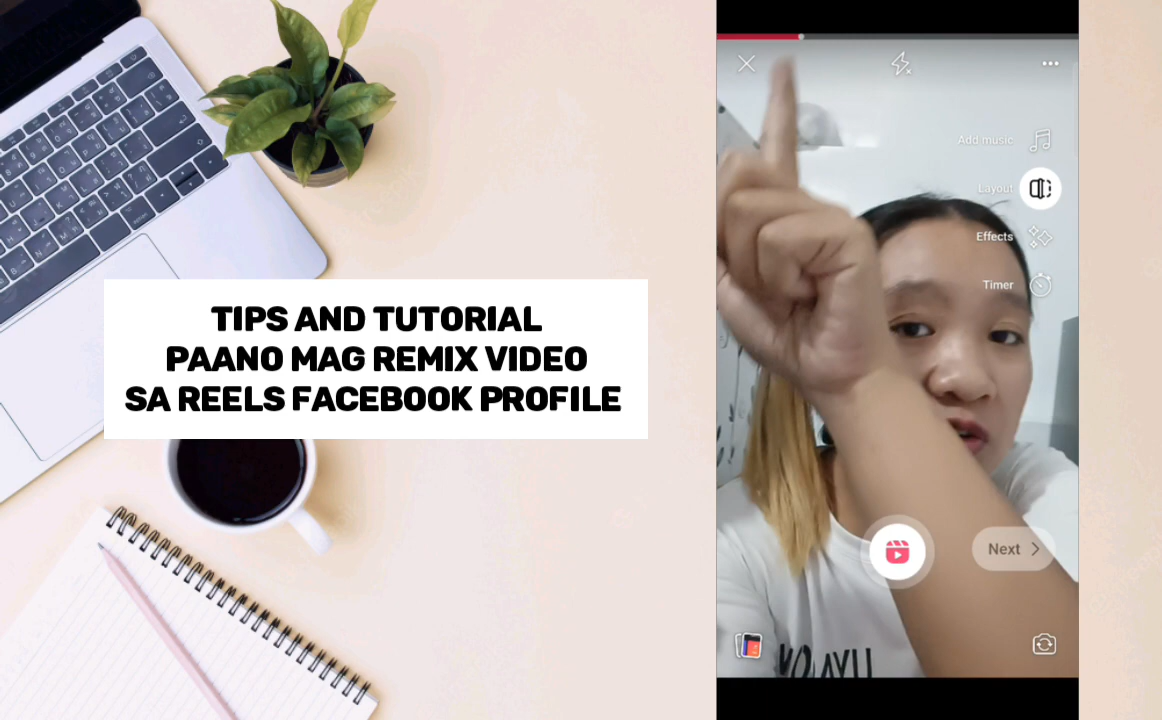 TIPS AND TUTORIAL
PAANO MAG REMIX VIDEO
SA REELS FACEBOOK PROFILE
Add music
Layout
Effects
Timer
Next